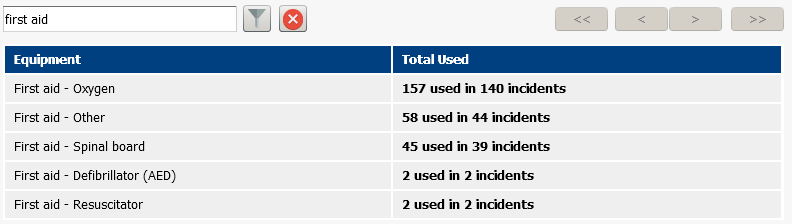 first aid
<< < > >>
Equipment Total Used
First aid - Oxygen 157 used in 140 incidents
First aid - Other 58 used in 44 incidents
First aid - Spinal board 45 used in 39 incidents
First aid - Defibrillator (AED) 2 used in 2 incidents
First aid - Resuscitator 2 used in 2 incidents